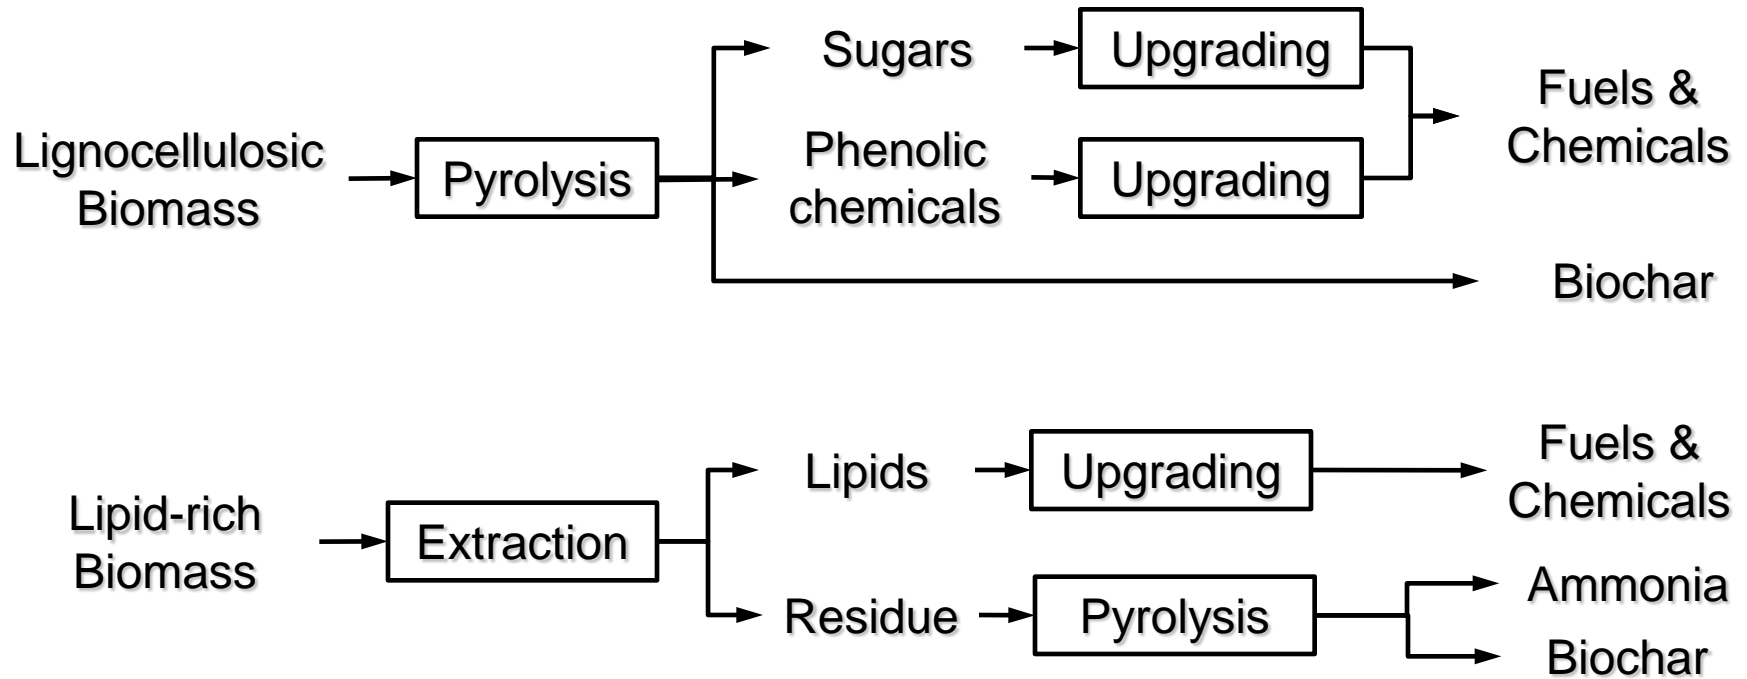 Sugars
Upgrading
Fuels &
Chemicals
Lignocellulosic
Biomass
Pyrolysis
Phenolic
chemicals
Upgrading
Biochar
Lipid-rich
Biomass
Extraction
Lipids
Upgrading
Fuels &
Chemicals
Residue
Pyrolysis
Ammonia
Biochar